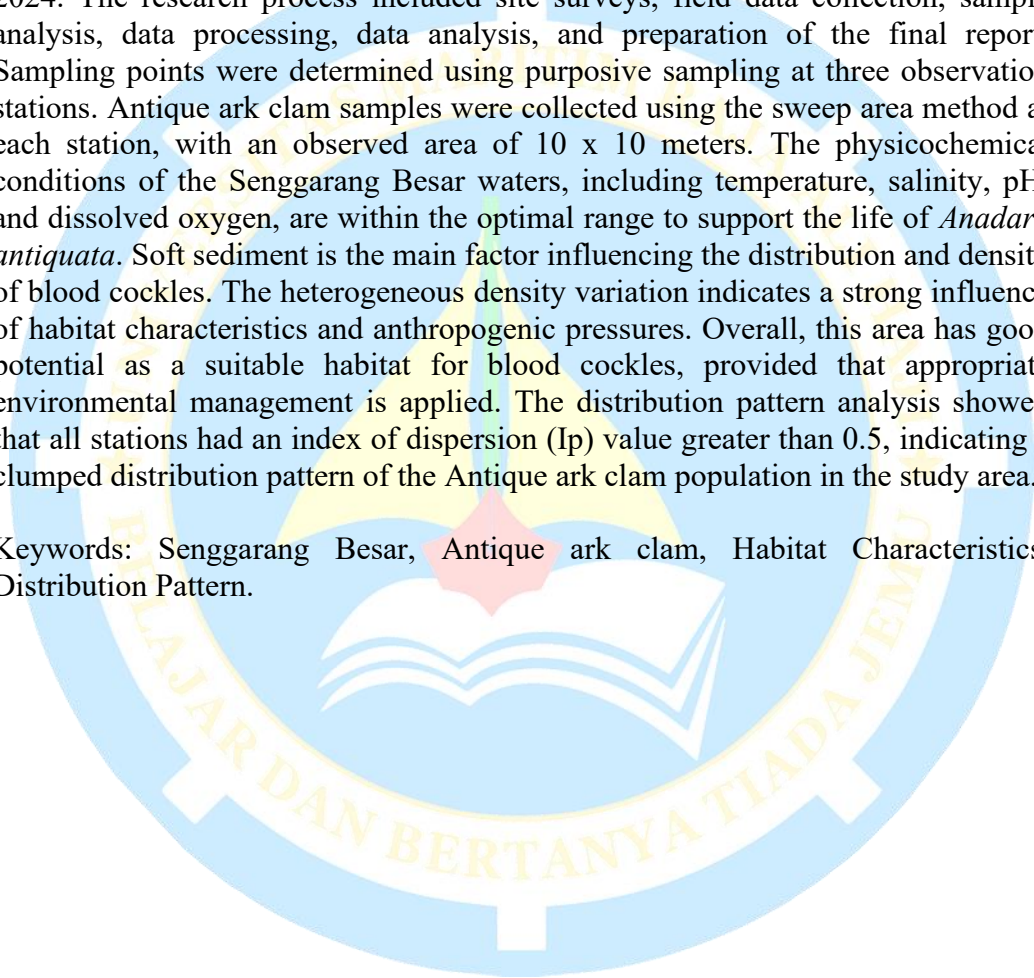 2024. The research process included site surveys, field data collection, sampl
analysis, data processing, data analysis, and preparation of the final repor
Sampling points were determined using purposive sampling at three observatio
stations. Antique ark clam samples were collected using the sweep area method a
each station, with an observed area of 10 x 10 meters. The physicochemica
conditions of the Senggarang Besar waters, including temperature, salinity, pH
and dissolved oxygen, are within the optimal range to support the life of Anadar
antiquata. Soft sediment is the main factor influencing the distribution and densit
of blood cockles. The heterogeneous density variation indicates a strong influenc
of habitat characteristics and anthropogenic pressures. Overall, this area has goo
potential as a suitable habitat for blood cockles, provided that appropriat
environmental management is applied. The distribution pattern analysis showe
that all stations had an index of dispersion (Ip) value greater than 0.5, indicating
clumped distribution pattern of the Antique ark clam population in the study area.
Keywords: Senggarang Besar, Antique ark clam, Habitat Characteristics
Distribution Pattern.
BELAJAR DAN BERTANYA TIADA JEMU